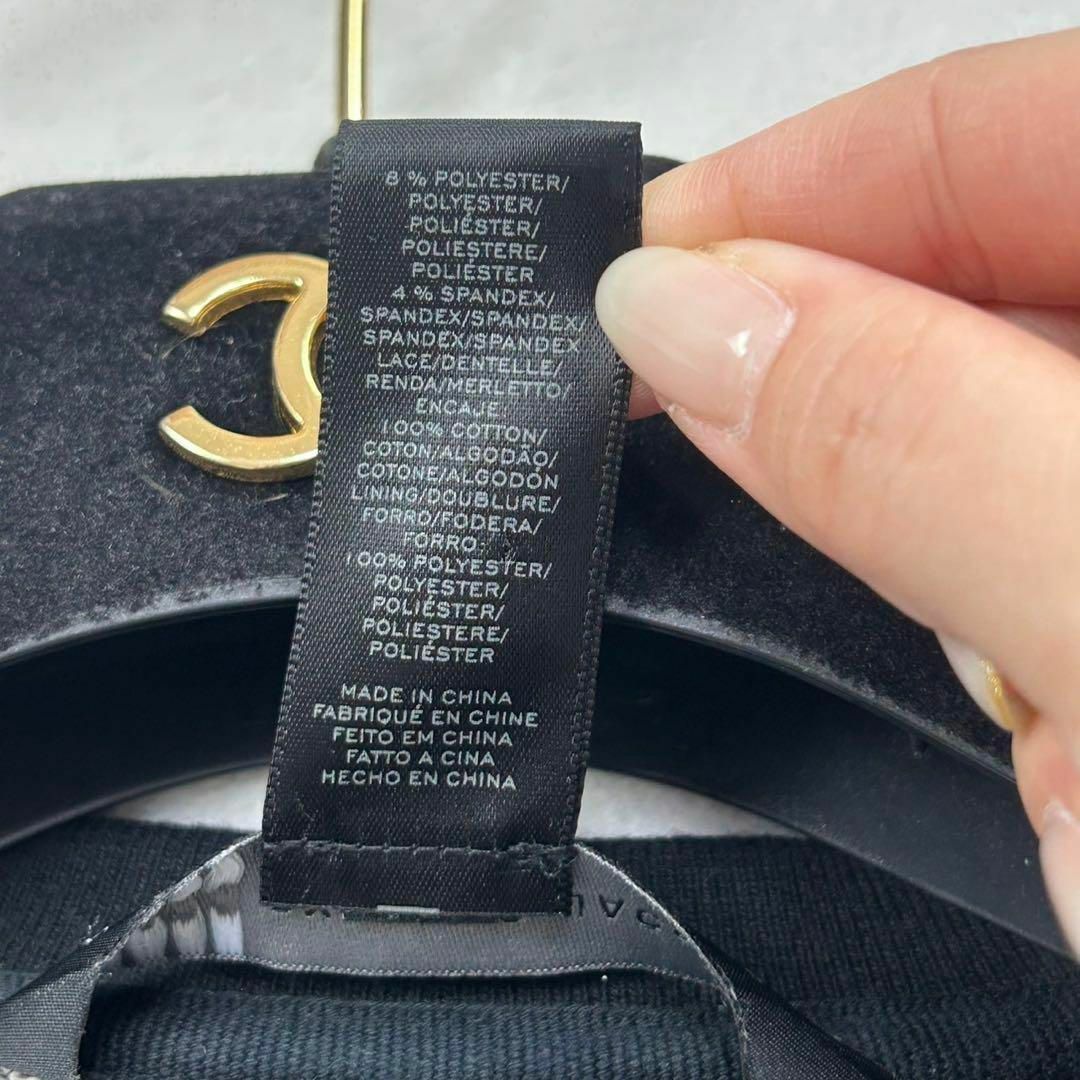 8 % POLYESTER/
POLYESTER/
POLIÉSTER/
POLIESTERE/
POLIÉSTER
4 % SPANDEX/
SPANDEX/SPANDEX/
SPANDEX/SPANDEX
LACE/DENTELLE/
RENDA/MERLETTO/
ENCAJE
100% COTTON/
COTON/ALGODÃO/
COTONE/ALGODÓN
LINING/DOUBLURE/
FORRO/FODERA/
FORRO
100% POLYESTER/
POLYESTER/
POLIÉSTER/
POLIESTERE/
POLIÉSTER
MADE IN CHINA
FABRIQUÉ EN CHINE
FEITO EM CHINA
FATTO A CINA
HECHO EN CHINA